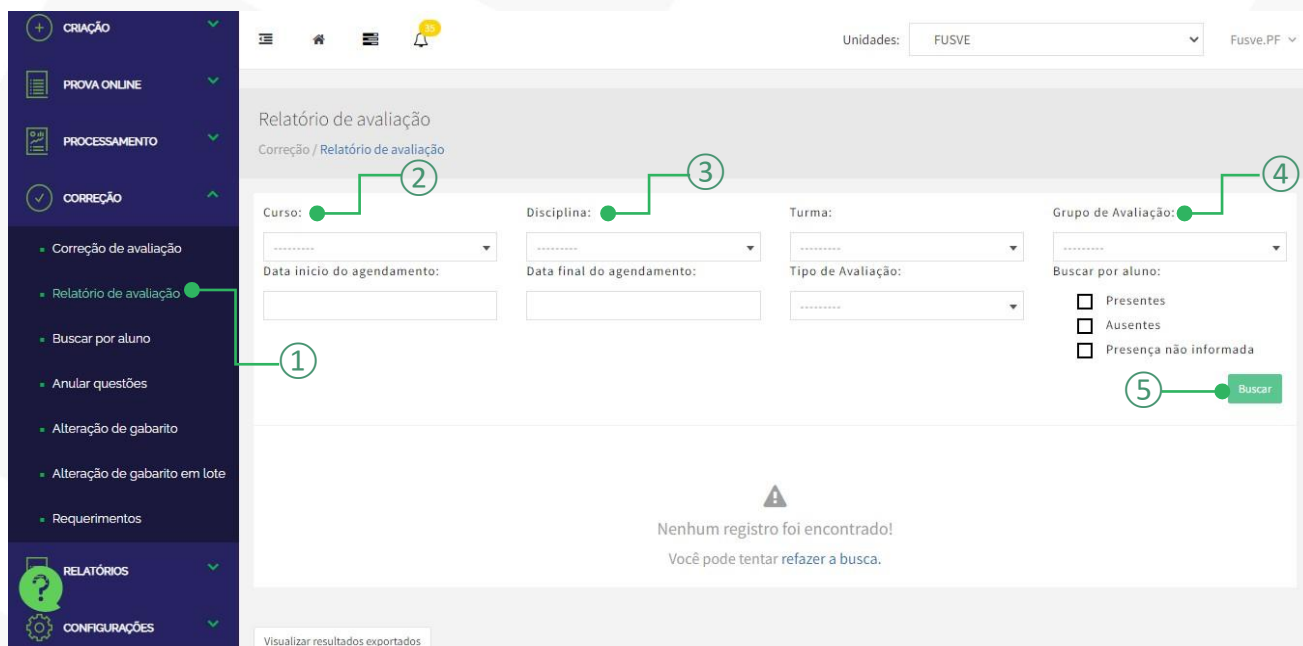 CRIAÇÃO
PROVA ONLINE
PROCESSAMENTO
CORREÇÃO
Correção de avaliação
Relatório de avaliação
Buscar por aluno
Anular questões
Alteração de gabarito
Alteração de gabarito em lote
Requerimentos
RELATÓRIOS
?
CONFIGURAÇÕES
35
Unidades: FUSVE Fusve.PF
Relatório de avaliação
Correção / Relatório de avaliação
2 3 4
Curso: Disciplina: Turma: Grupo de Avaliação:
--------- --------- --------- ---------
Data inicio do agendamento: Data final do agendamento: Tipo de Avaliação: Buscar por aluno:
---------
Presentes
Ausentes
Presença não informada
1
5 Buscar
Nenhum registro foi encontrado!
Você pode tentar refazer a busca.
Visualizar resultados exportados